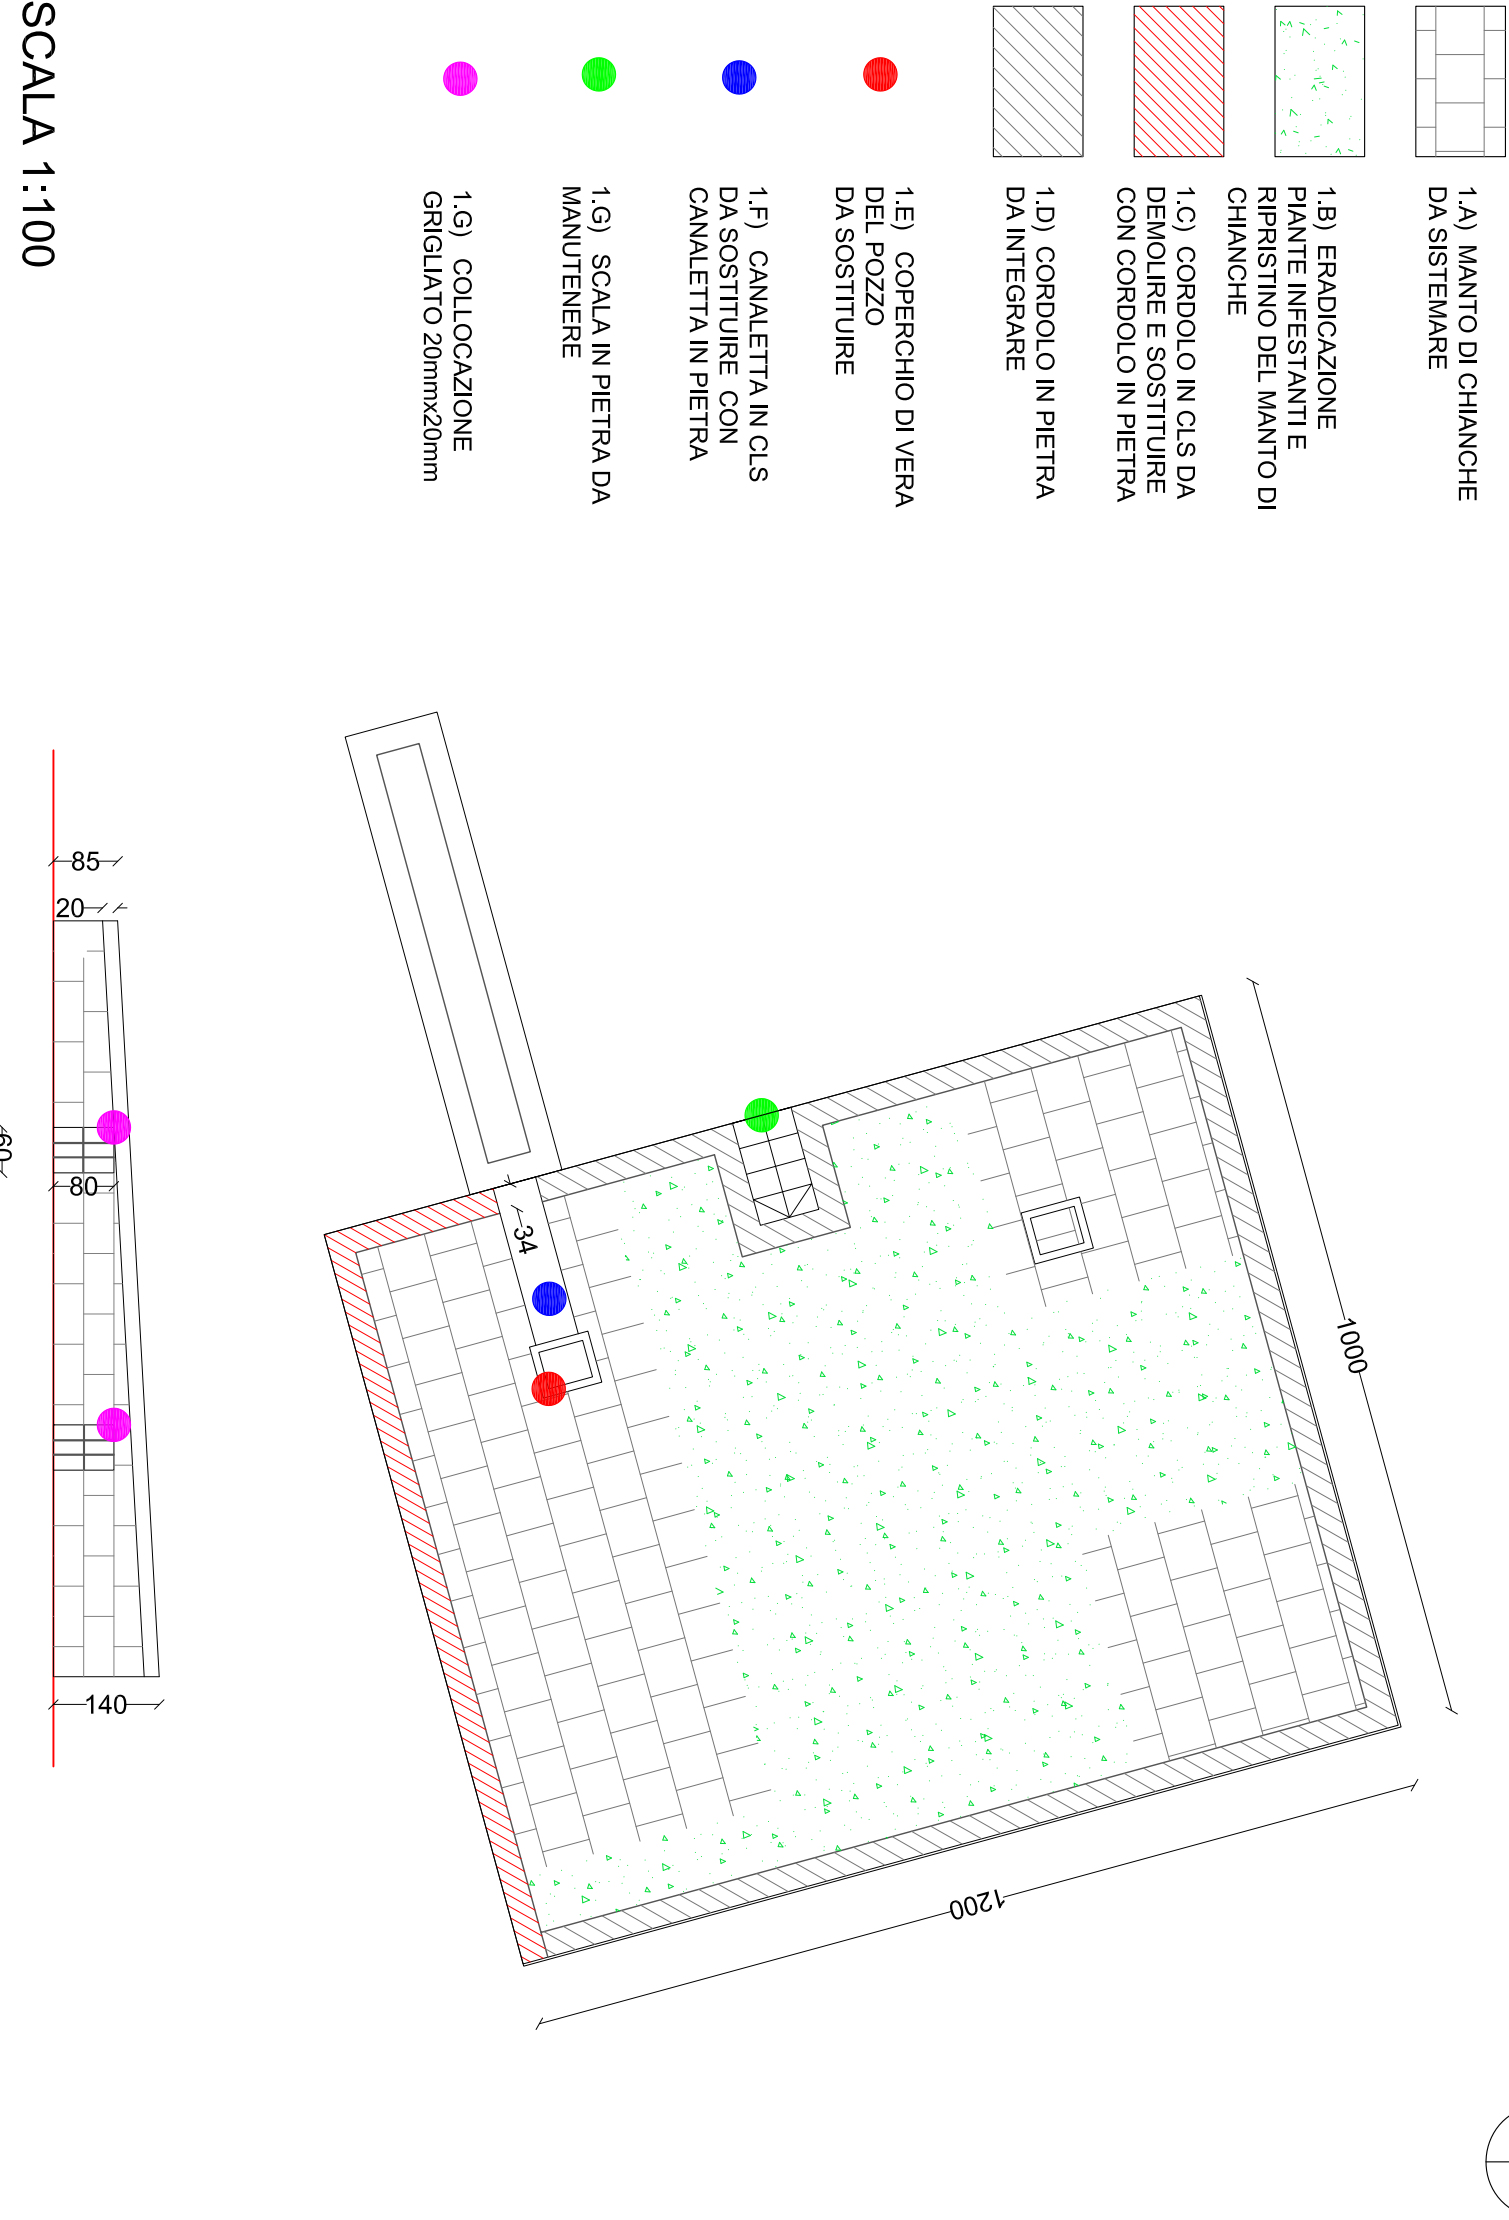 1.A) MANTO DI CHIANCHE
DA SISTEMARE
1.B) ERADICAZIONE
PIANTE INFESTANTI E
RIPRISTINO DEL MANTO DI
CHIANCHE
1.C) CORDOLO IN CLS DA
DEMOLIRE E SOSTITUIRE
CON CORDOLO IN PIETRA
1.D) CORDOLO IN PIETRA
DA INTEGRARE
1.E) COPERCHIO DI VERA
DEL POZZO
DA SOSTITUIRE
1.F) CANALETTA IN CLS
DA SOSTITUIRE CON
CANALETTA IN PIETRA
1.G) SCALA IN PIETRA DA
MANUTENERE
1.G) COLLOCAZIONE
GRIGLIATO 20mmx20mm
SCALA 1:100
1000
1200
34
85
20
80
60
140